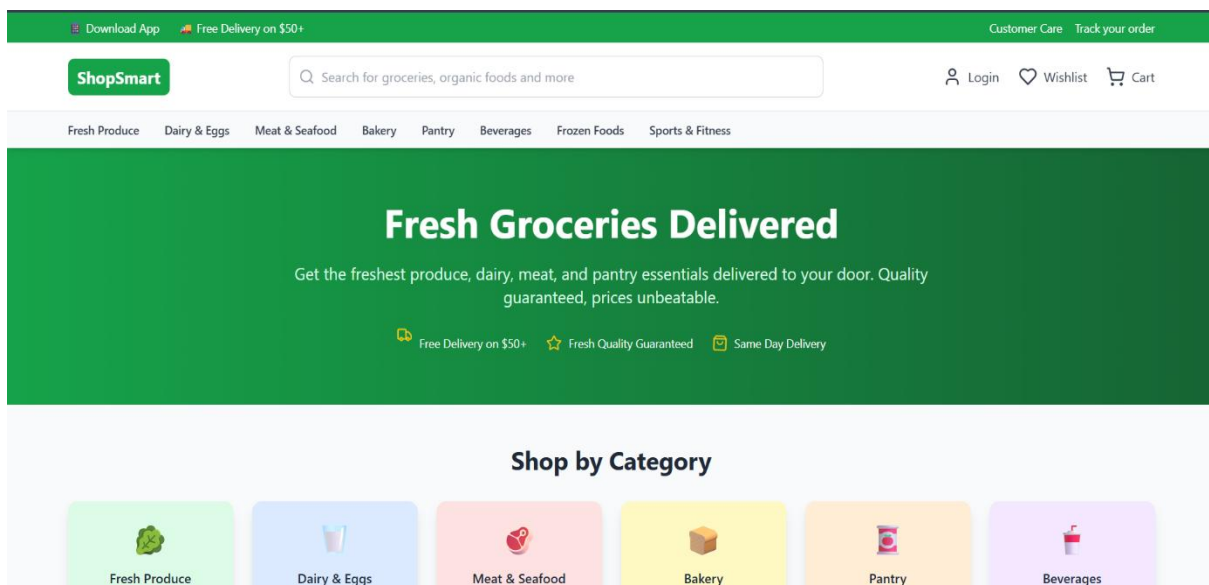 Download App Free Delivery on $50+ Customer Care Track your order
ShopSmart Search for groceries, organic foods and more Login Wishlist Cart
Fresh Produce Dairy & Eggs Meat & Seafood Bakery Pantry Beverages Frozen Foods Sports & Fitness
Fresh Groceries Delivered
Get the freshest produce, dairy, meat, and pantry essentials delivered to your door. Quality
guaranteed, prices unbeatable.
Free Delivery on $50+ Fresh Quality Guaranteed Same Day Delivery
Shop by Category
Fresh Produce Dairy & Eggs Meat & Seafood Bakery Pantry Beverages